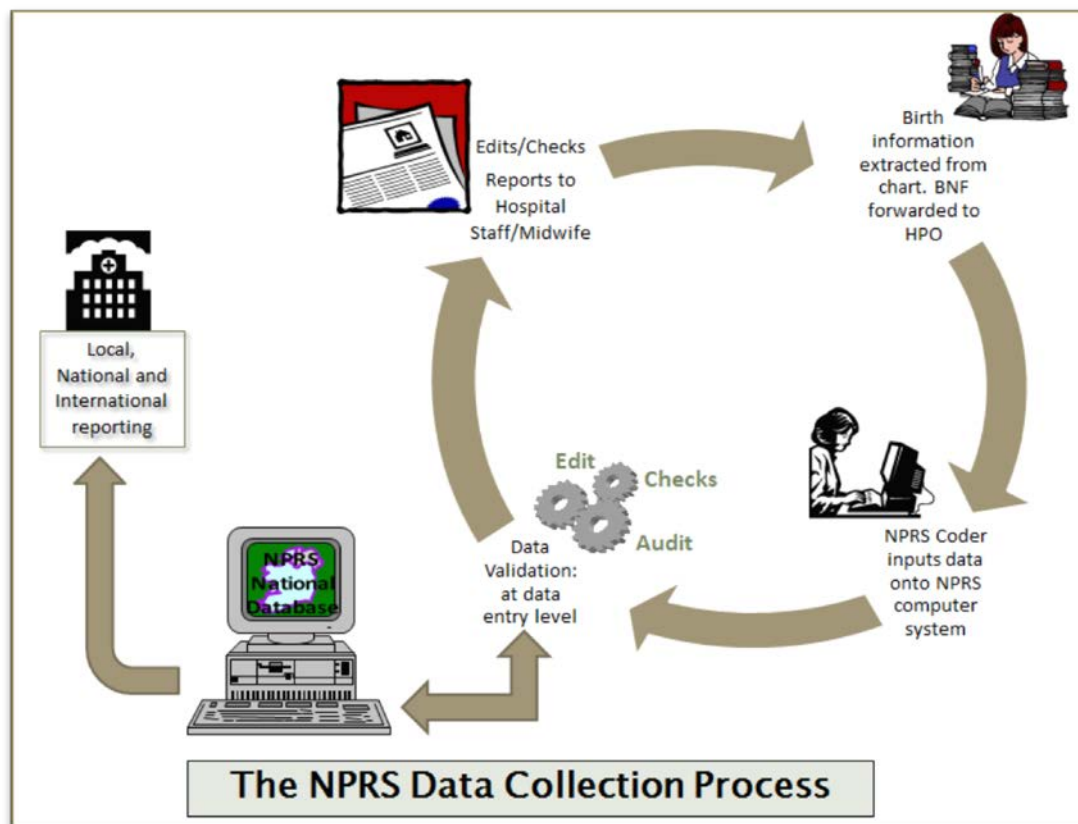 Birth
information
extracted from
chart. BNF
forwarded to
HPO
NPRS Coder
inputs data
onto NPRS
computer
system
Edit
Checks
Audit
Data
Validation:
at data
entry level
Edits/Checks
Reports to
Hospital
Staff/Midwife
NPRS
National
Database
Local,
National and
International
reporting
The NPRS Data Collection Process